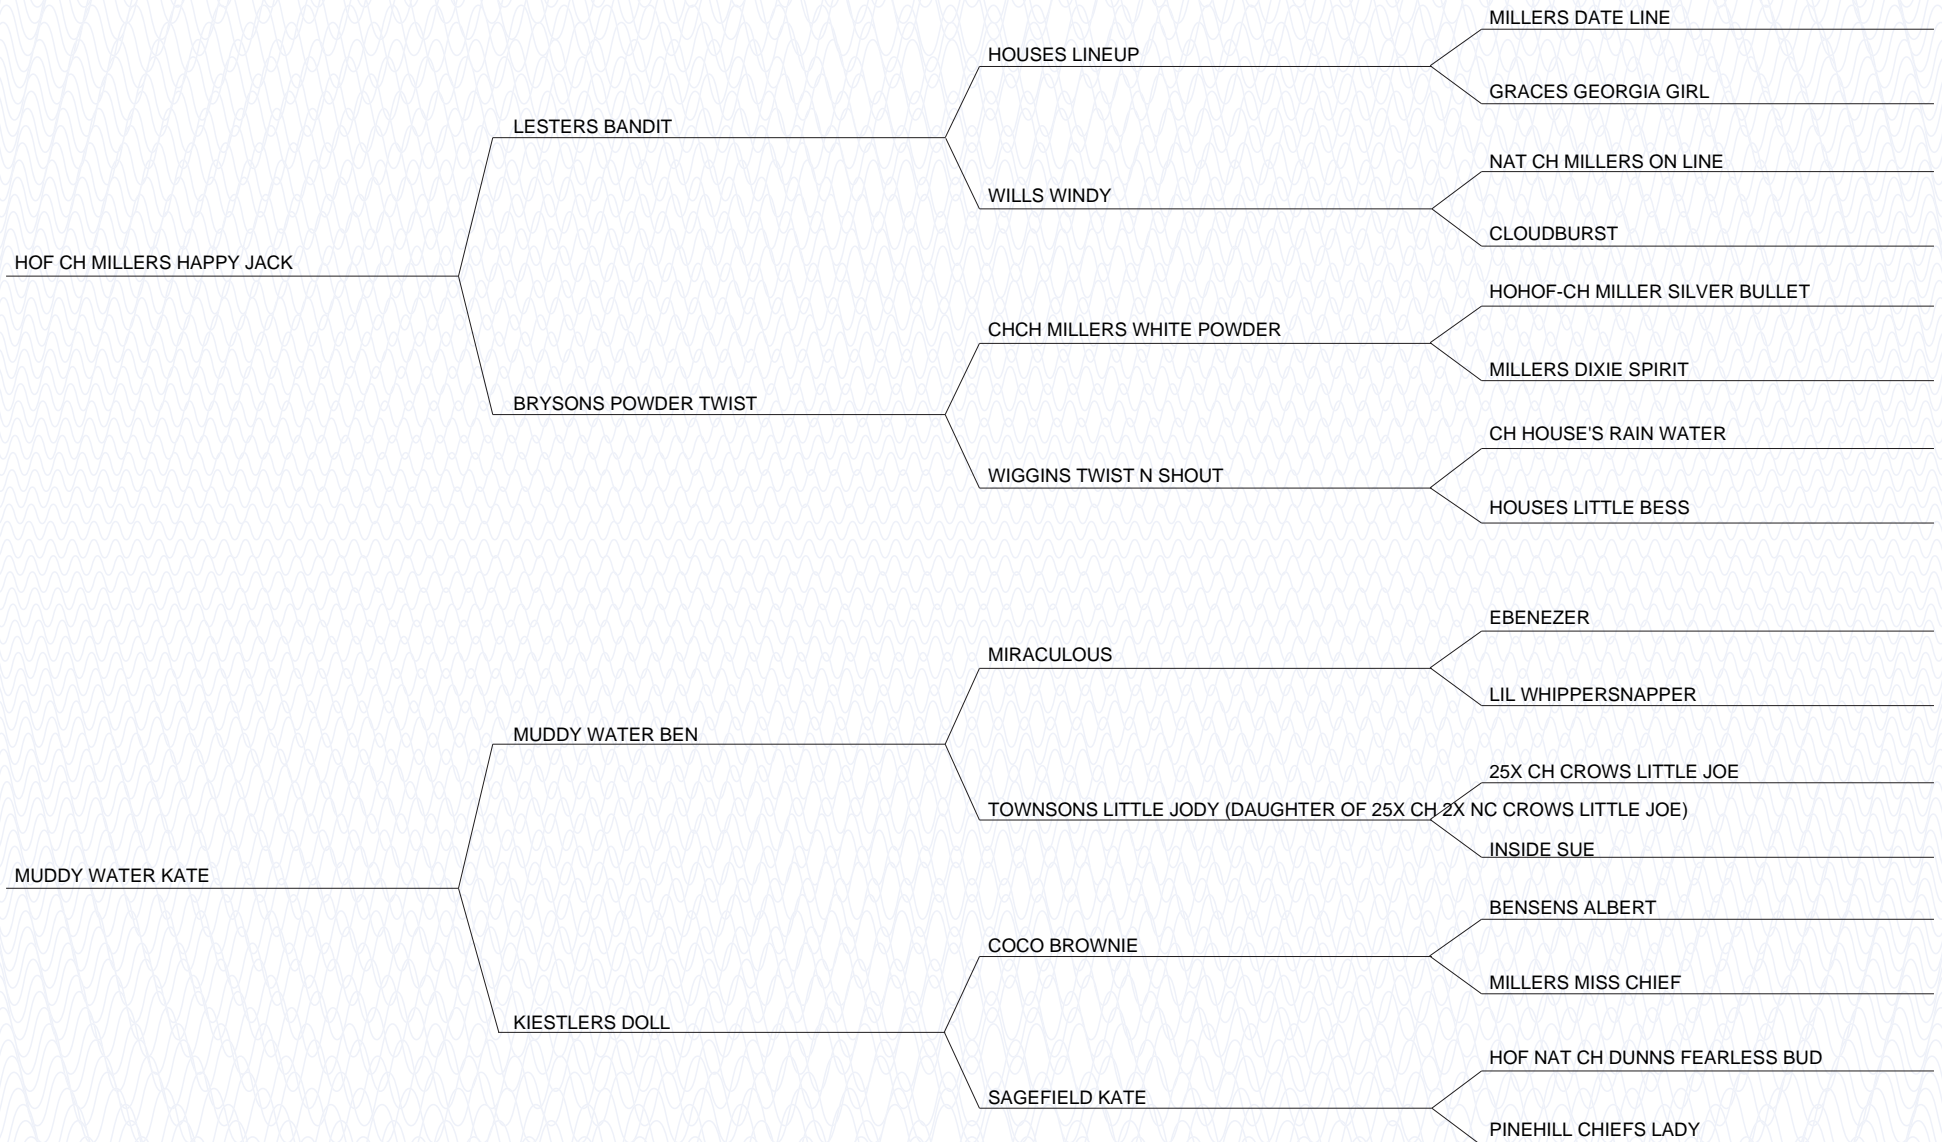 MILLERS DATE LINE
HOUSES LINEUP
GRACES GEORGIA GIRL
LESTERS BANDIT
NAT CH MILLERS ON LINE
WILLS WINDY
CLOUDBURST
HOF CH MILLERS HAPPY JACK
HOHOF-CH MILLER SILVER BULLET
CHCH MILLERS WHITE POWDER
MILLERS DIXIE SPIRIT
BRYSONS POWDER TWIST
CH HOUSE'S RAIN WATER
WIGGINS TWIST N SHOUT
HOUSES LITTLE BESS
EBENEZER
MIRACULOUS
LIL WHIPPERSNAPPER
MUDDY WATER BEN
25X CH CROWS LITTLE JOE
TOWNSONS LITTLE JODY (DAUGHTER OF 25X CH 2X NC CROWS LITTLE JOE)
INSIDE SUE
MUDDY WATER KATE
BENSENS ALBERT
COCO BROWNIE
MILLERS MISS CHIEF
KIESTLERS DOLL
HOF NAT CH DUNNS FEARLESS BUD
SAGEFIELD KATE
PINEHILL CHIEFS LADY